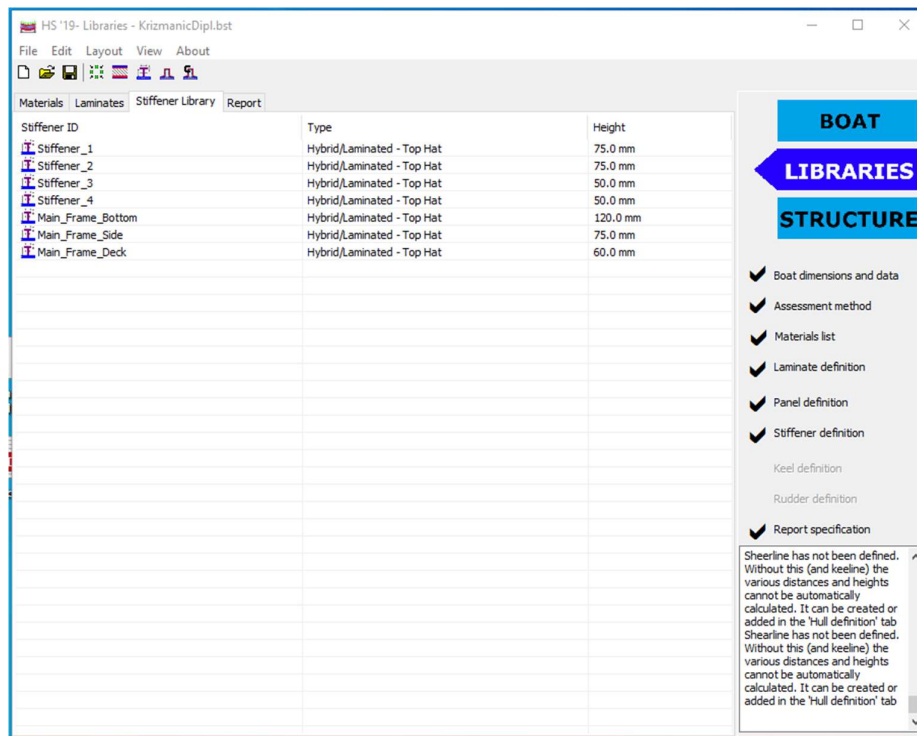 HS '19- Libraries - KrizmanicDipl.bst
File Edit Layout View About
Materials Laminates Stiffener Library Report
Stiffener ID Type Height
Stiffener_1 Hybrid/Laminated - Top Hat 75.0 mm
Stiffener_2 Hybrid/Laminated - Top Hat 75.0 mm
Stiffener_3 Hybrid/Laminated - Top Hat 50.0 mm
Stiffener_4 Hybrid/Laminated - Top Hat 50.0 mm
Main_Frame_Bottom Hybrid/Laminated - Top Hat 120.0 mm
Main_Frame_Side Hybrid/Laminated - Top Hat 75.0 mm
Main_Frame_Deck Hybrid/Laminated - Top Hat 60.0 mm
BOAT
LIBRARIES
STRUCTURE
Boat dimensions and data
Assessment method
Materials list
Laminate definition
Panel definition
Stiffener definition
Keel definition
Rudder definition
Report specification
Sheerline has not been defined.
Without this (and keeline) the
various distances and heights
cannot be automatically
calculated. It can be created or
added in the 'Hull definition' tab
Shearline has not been defined.
Without this (and keeline) the
various distances and heights
cannot be automatically
calculated. It can be created or
added in the 'Hull definition' tab